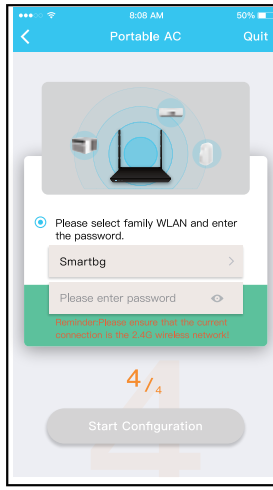 8:08 AM
50%
Portable AC
Quit
Please select family WLAN and enter
the password.
Smartbg
Please enter password
Reminder:Please ensure that the current
connection is the 2.4G wireless network!
4/4
Start Configuration